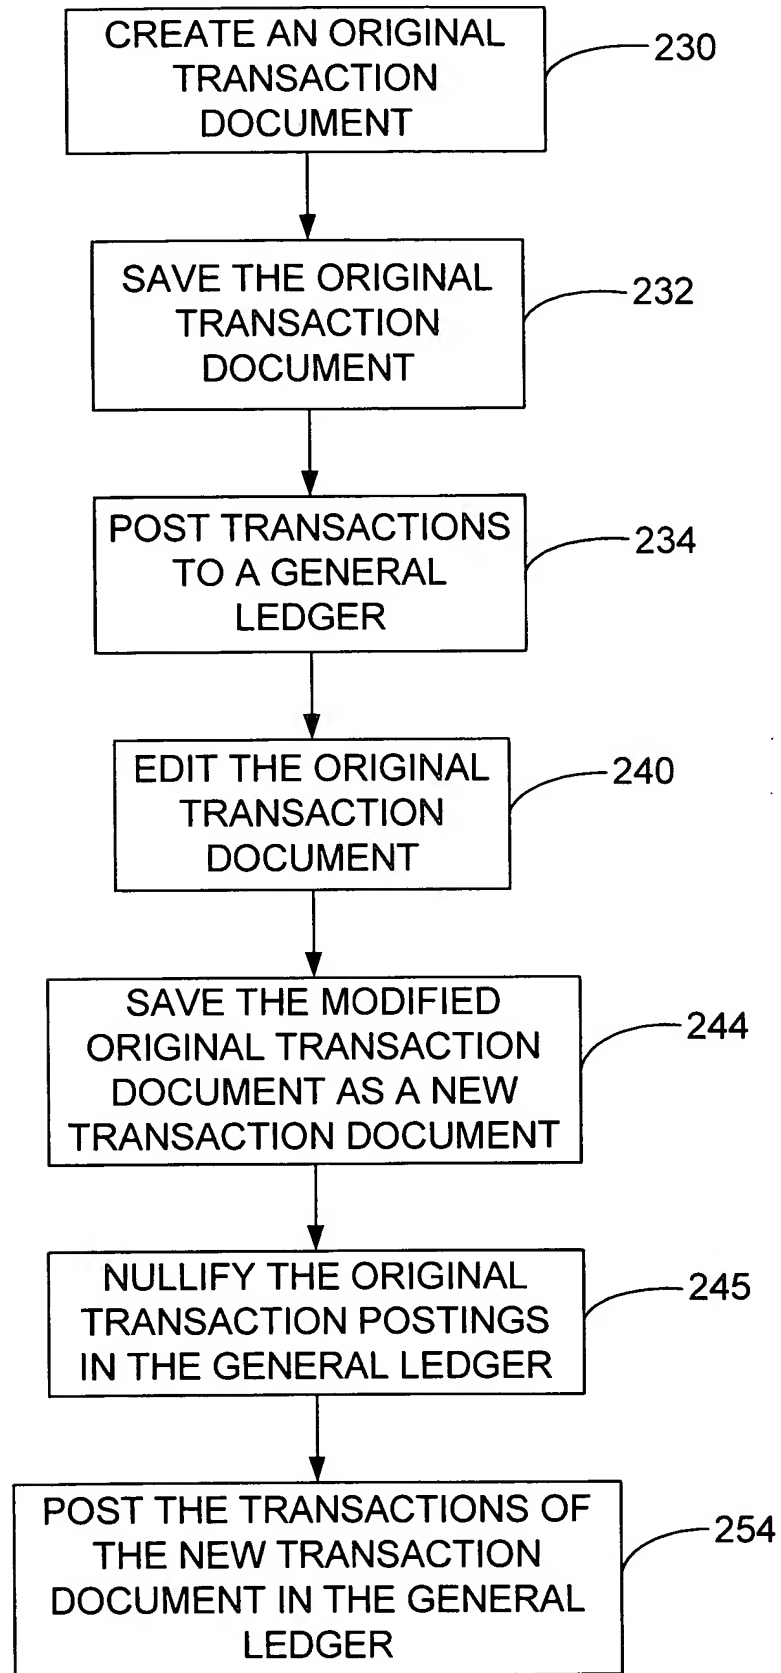 CREATE AN ORIGINAL
TRANSACTION
DOCUMENT
230
SAVE THE ORIGINAL
TRANSACTION
DOCUMENT
232
POST TRANSACTIONS
TO A GENERAL
LEDGER
234
EDIT THE ORIGINAL
TRANSACTION
DOCUMENT
240
SAVE THE MODIFIED
ORIGINAL TRANSACTION
DOCUMENT AS A NEW
TRANSACTION DOCUMENT
244
NULLIFY THE ORIGINAL
TRANSACTION POSTINGS
IN THE GENERAL LEDGER
245
POST THE TRANSACTIONS OF
THE NEW TRANSACTION
DOCUMENT IN THE GENERAL
LEDGER
254